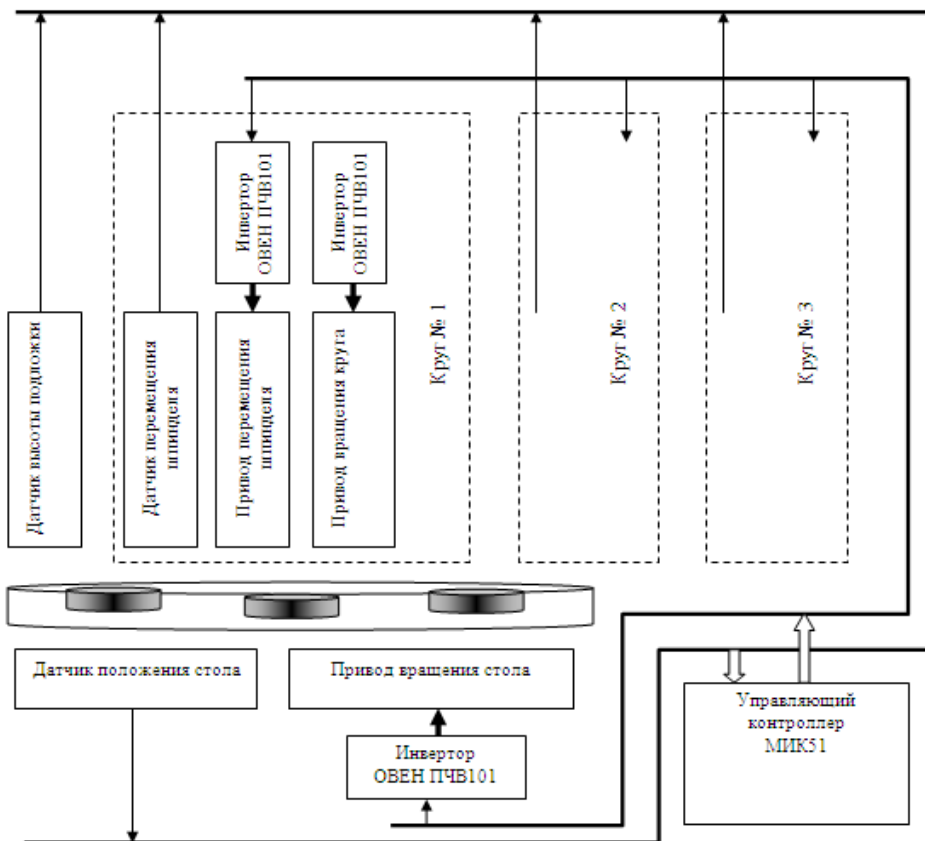 Инвертор
ОВЕН ПЧВ101
Инвертор
ОВЕН ПЧВ101
Датчик высоты подложки
Датчик перемещения
шпинделя
Привод перемещения
шпинделя
Привод вращения круга
Круг № 1
Круг № 2
Круг № 3
Датчик положения стола
Привод вращения стола
Инвертор
ОВЕН ПЧВ101
Управляющий
контроллер
МИК51